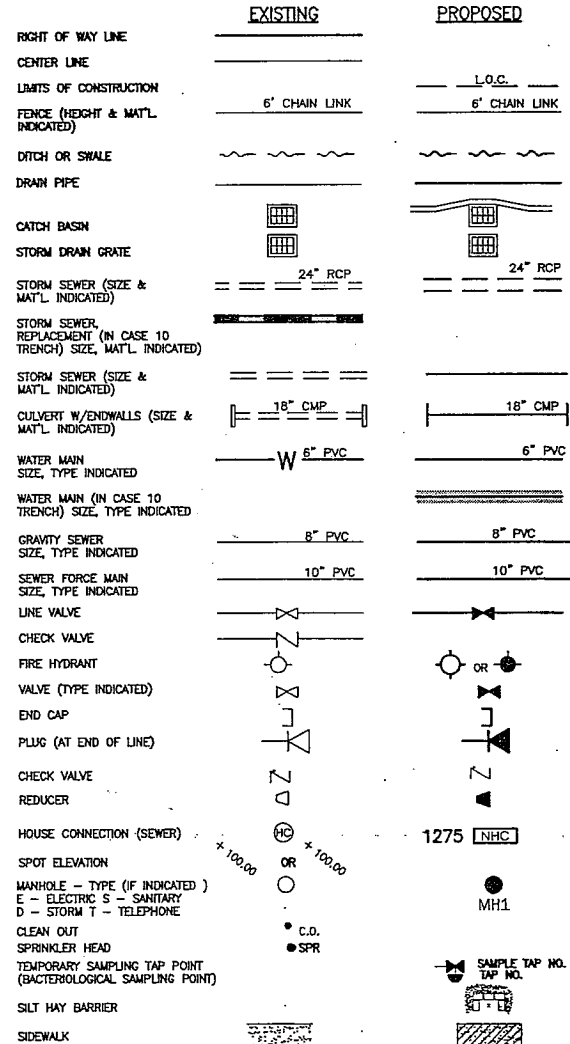 EXISTING PROPOSED
RIGHT OF WAY LINE
CENTER LINE
LIMITS OF CONSTRUCTION L.O.C.
FENCE (HEIGHT & MAT'L. 6' CHAIN LINK 6' CHAIN LINK
INDICATED)
DITCH OR SWALE
DRAIN PIPE
CATCH BASIN
STORM DRAIN GRATE
STORM SEWER (SIZE & 24" RCP 24" RCP
MAT'L. INDICATED)
STORM SEWER,
REPLACEMENT (IN CASE 10
TRENCH) SIZE, MAT'L. INDICATED)
STORM SEWER (SIZE &
MAT'L. INDICATED)
CULVERT W/ENDWALLS (SIZE & 18" CMP 18" CMP
MAT'L. INDICATED)
WATER MAIN W 6" PVC 6" PVC
SIZE, TYPE INDICATED
WATER MAIN (IN CASE 10
TRENCH) SIZE, TYPE INDICATED
GRAVITY SEWER 8" PVC 8" PVC
SIZE, TYPE INDICATED
SEWER FORCE MAIN 10" PVC 10" PVC
SIZE, TYPE INDICATED
LINE VALVE
CHECK VALVE
FIRE HYDRANT OR
VALVE (TYPE INDICATED)
END CAP
PLUG (AT END OF LINE)
CHECK VALVE
REDUCER
HOUSE CONNECTION (SEWER) HC 1275 NHC
SPOT ELEVATION + 100.00 OR + 100.00
MANHOLE - TYPE (IF INDICATED )
E - ELECTRIC S - SANITARY
D - STORM T - TELEPHONE MH1
CLEAN OUT C.O.
SPRINKLER HEAD SPR
TEMPORARY SAMPLING TAP POINT SAMPLE TAP NO.
(BACTERIOLOGICAL SAMPLING POINT) TAP NO.
SILT HAY BARRIER
SIDEWALK